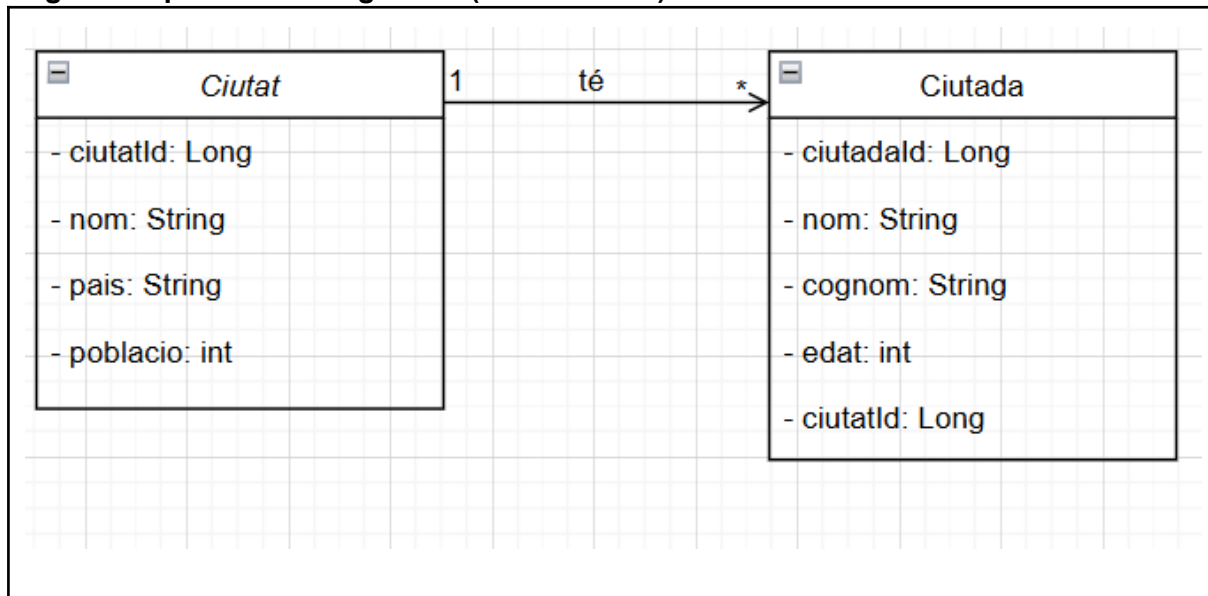 Ciutat
- ciutatId: Long
- nom: String
- pais: String
- poblacio: int
1 té *
Ciutada
- ciutadaId: Long
- nom: String
- cognom: String
- edat: int
- ciutatId: Long